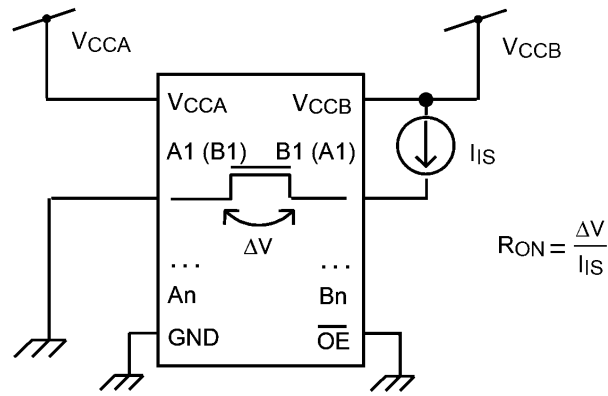 VCCA
VCCB
VCCA VCCB
A1 (B1) B1 (A1)
IIS
ΔV
RON = ΔV / IIS
... ...
An Bn
GND OE